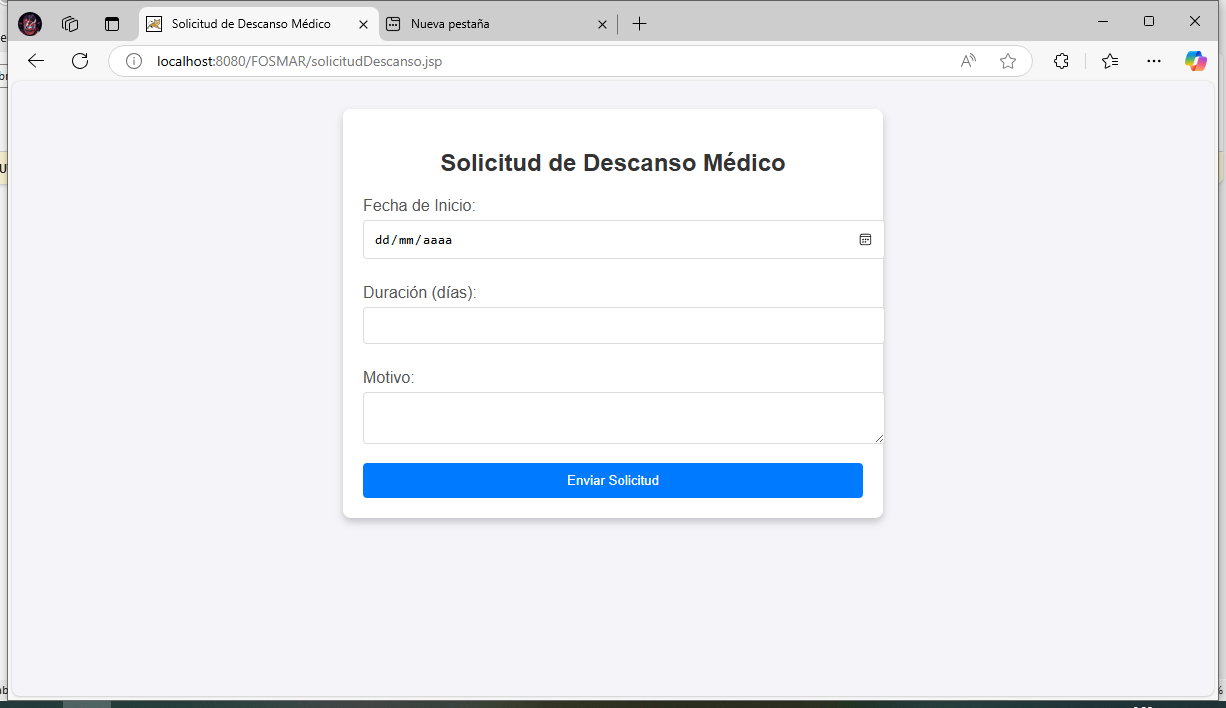 Solicitud de Descanso Médico
Nueva pestaña
localhost:8080/FOSMAR/solicitudDescanso.jsp
Solicitud de Descanso Médico
Fecha de Inicio:
dd/mm/aaaa
Duración (días):
Motivo:
Enviar Solicitud